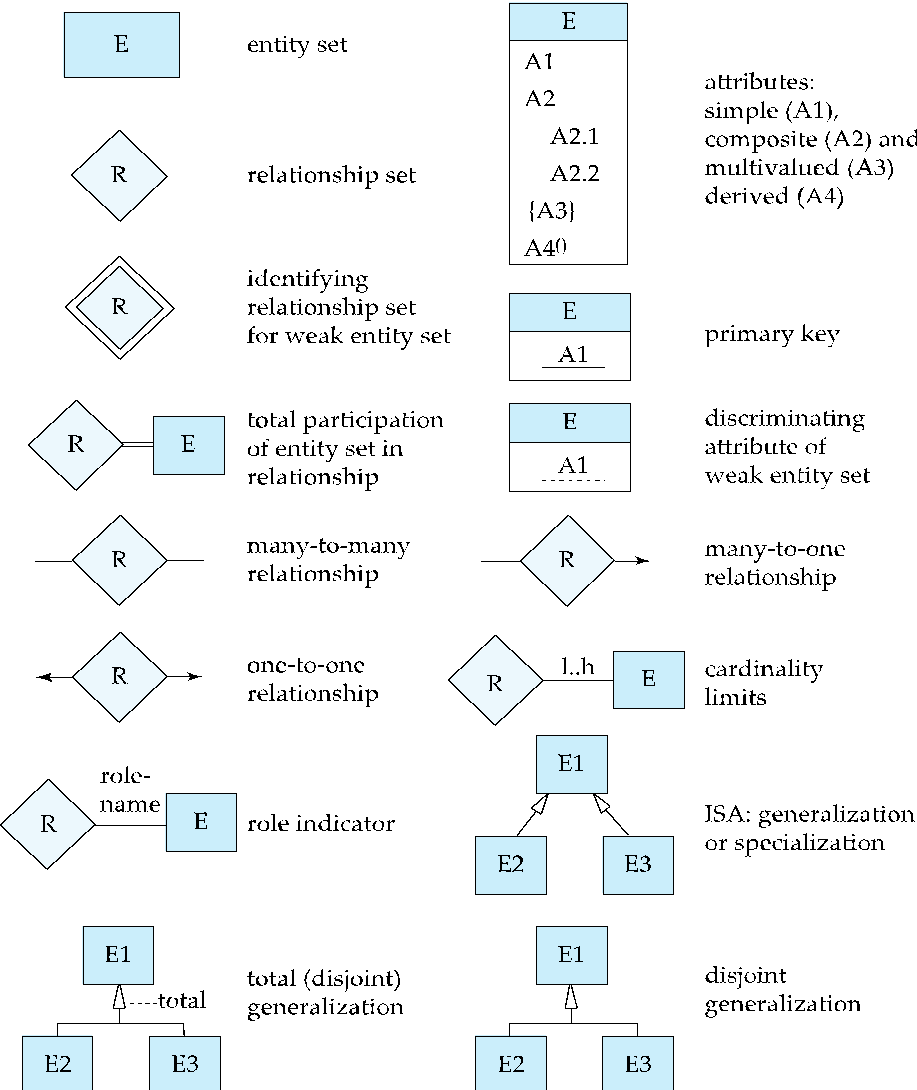 E
entity set
E
A1
A2
A2.1
A2.2
{A3}
A4()
attributes:
simple (A1),
composite (A2) and
multivalued (A3)
derived (A4)
R
relationship set
R
identifying
relationship set
for weak entity set
E
A1
primary key
R
E
total participation
of entity set in
relationship
E
A1
discriminating
attribute of
weak entity set
R
many-to-many
relationship
R
many-to-one
relationship
R
one-to-one
relationship
R
l..h
E
cardinality
limits
R
role-
name
E
role indicator
E1
E2
E3
ISA: generalization
or specialization
E1
total
E2
E3
total (disjoint)
generalization
E1
E2
E3
disjoint
generalization